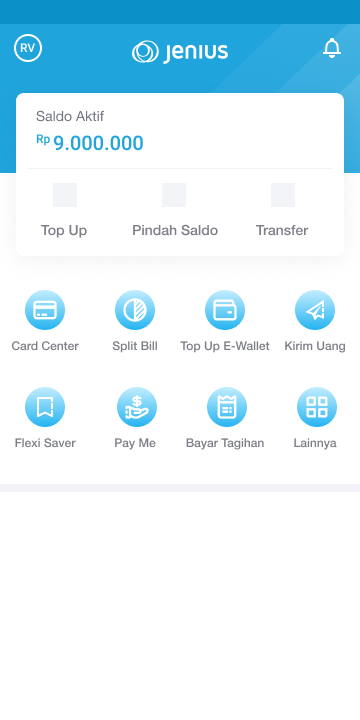 RV
jenius
Saldo Aktif
Rp 9.000.000
Top Up Pindah Saldo Transfer
Card Center Split Bill Top Up E-Wallet Kirim Uang
Flexi Saver Pay Me Bayar Tagihan Lainnya